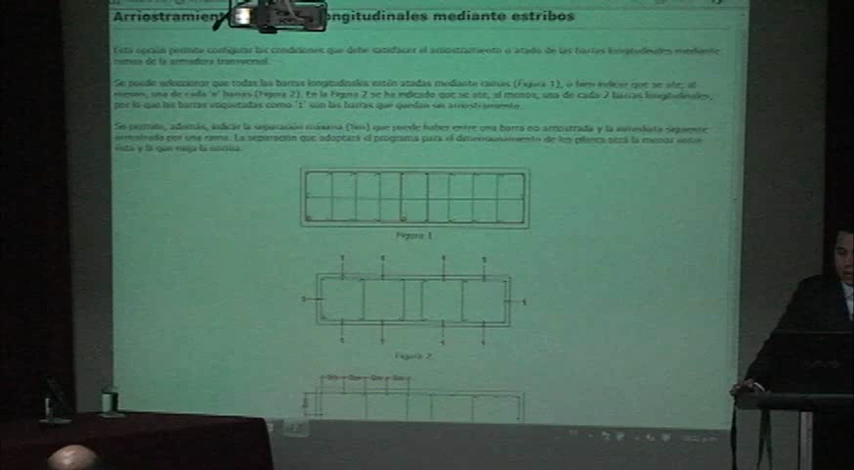 Arriostramien ongitudinales mediante estribos
Esta opción permite configurar las condiciones que debe satisfacer el arriostramiento o atado de las barras longitudinales mediante
ramas de la armadura transversal.
Se puede seleccionar que todas las barras longitudinales estén atadas mediante ramas (Figura 1), o bien indicar que se ate, al
menos, una de cada 'n' barras (Figura 2). En la Figura 2 se ha indicado que se ate, al menos, una de cada 2 barras longitudinales,
por lo que las barras etiquetadas como '1' son las barras que quedan sin arriostramiento.
Se permite, además, indicar la separación máxima que puede haber entre una barra no arriostrada y la inmediata siguiente
arriostrada por una rama. La separación que adoptará el programa para el dimensionamiento de los pilares será la menor entre
ésta y la que exija la norma.
Figura 1
Figura 2